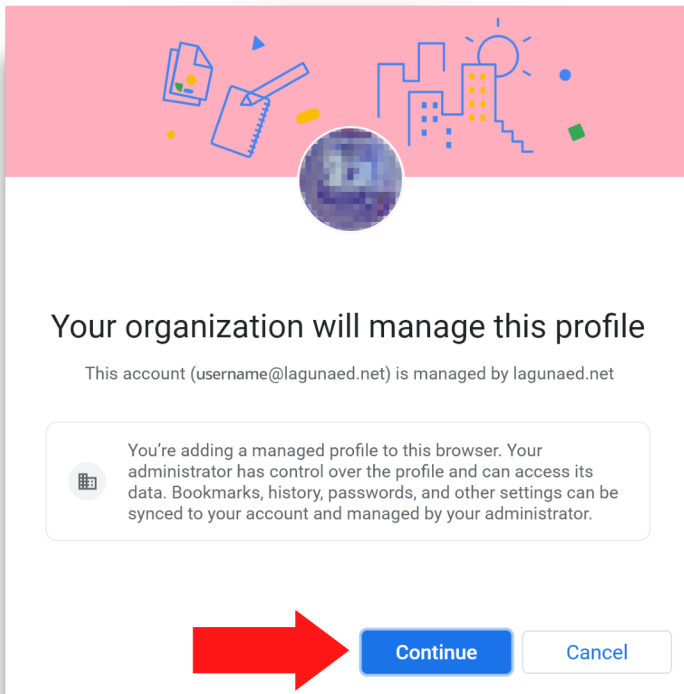 Your organization will manage this profile
This account (username@lagunaed.net) is managed by lagunaed.net
You’re adding a managed profile to this browser. Your
administrator has control over the profile and can access its
data. Bookmarks, history, passwords, and other settings can be
synced to your account and managed by your administrator.
Continue
Cancel